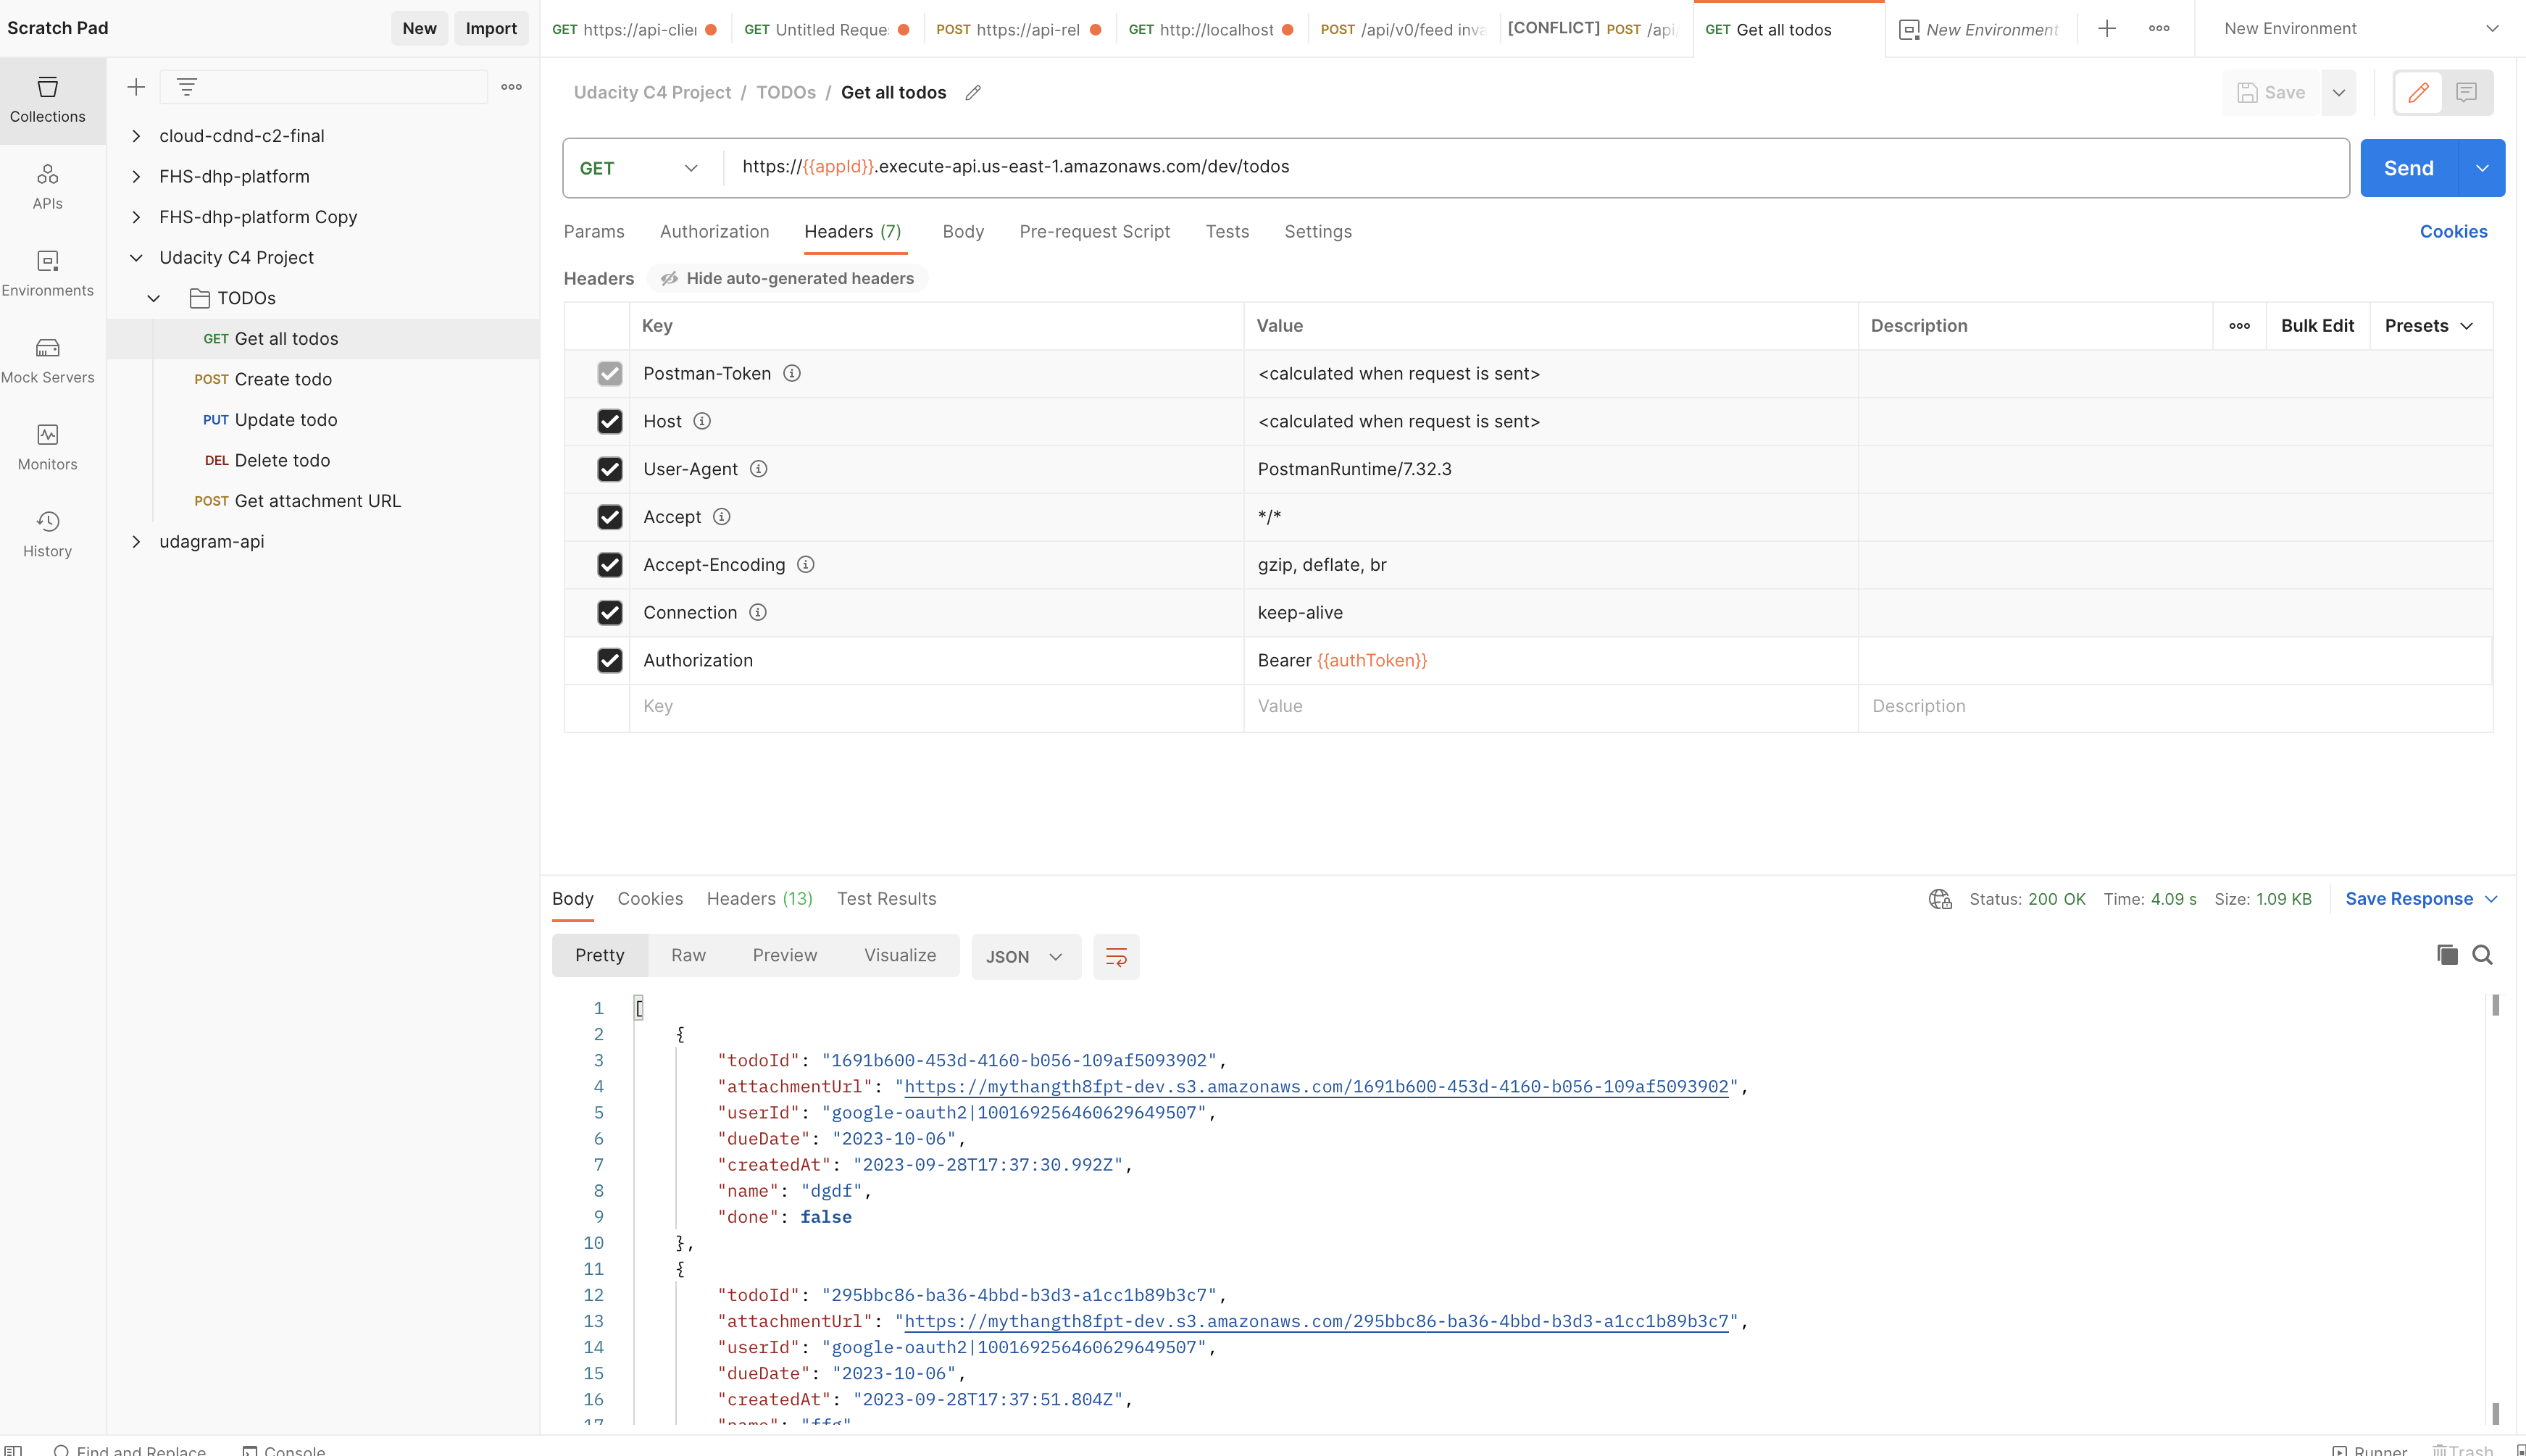 Scratch Pad
New
Import
GET https://api-clie
GET Untitled Reque
POST https://api-rel
GET http://localhost
POST /api/v0/feed inva
[CONFLICT] POST /api/
GET Get all todos
New Environment
New Environment
Collections
APIs
Environments
Mock Servers
Monitors
History
cloud-cdnd-c2-final
FHS-dhp-platform
FHS-dhp-platform Copy
Udacity C4 Project
TODOs
GET Get all todos
POST Create todo
PUT Update todo
DEL Delete todo
POST Get attachment URL
udagram-api
Udacity C4 Project / TODOs / Get all todos
Save
GET
https://{{appId}}.execute-api.us-east-1.amazonaws.com/dev/todos
Send
Params Authorization Headers (7) Body Pre-request Script Tests Settings
Cookies
Headers
Hide auto-generated headers
Key Value Description Bulk Edit Presets
Postman-Token <calculated when request is sent>
Host <calculated when request is sent>
User-Agent PostmanRuntime/7.32.3
Accept */*
Accept-Encoding gzip, deflate, br
Connection keep-alive
Authorization Bearer {{authToken}}
Key Value Description
Body Cookies Headers (13) Test Results
Status: 200 OK Time: 4.09 s Size: 1.09 KB
Save Response
Pretty Raw Preview Visualize
JSON
1 [
2 {
3 "todoId": "1691b600-453d-4160-b056-109af5093902",
4 "attachmentUrl": "https://mythangth8fpt-dev.s3.amazonaws.com/1691b600-453d-4160-b056-109af5093902",
5 "userId": "google-oauth2|100169256460629649507",
6 "dueDate": "2023-10-06",
7 "createdAt": "2023-09-28T17:37:30.992Z",
8 "name": "dgdf",
9 "done": false
10 },
11 {
12 "todoId": "295bbc86-ba36-4bbd-b3d3-a1cc1b89b3c7",
13 "attachmentUrl": "https://mythangth8fpt-dev.s3.amazonaws.com/295bbc86-ba36-4bbd-b3d3-a1cc1b89b3c7",
14 "userId": "google-oauth2|100169256460629649507",
15 "dueDate": "2023-10-06",
16 "createdAt": "2023-09-28T17:37:51.804Z",
17 "name": "ffg"
Find and Replace
Console
Runner
Trash